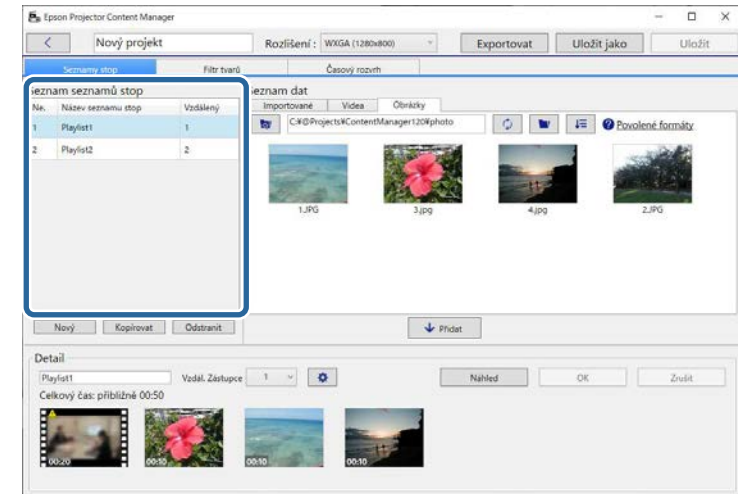 Epson Projector Content Manager
Nový projekt Rozlišení : WXGA (1280x800) Exportovat Uložit jako Uložit
Seznamy stop Filtr tvarů Časový rozvrh
Seznam seznamů stop
Ne. Název seznamu stop Vzdálený
1 Playlist1 1
2 Playlist2 2
Seznam dat
Importované Videa Obrázky
C:¥@Projects¥ContentManager120¥photo Povolené formáty
1.JPG 3.jpg 4.jpg 2.JPG
Nový Kopírovat Odstranit Přidat
Detail
Playlist1 Vzdál. Zástupce 1 Náhled OK Zrušit
Celkový čas: přibližně 00:50
00:20 00:10 00:10 00:10